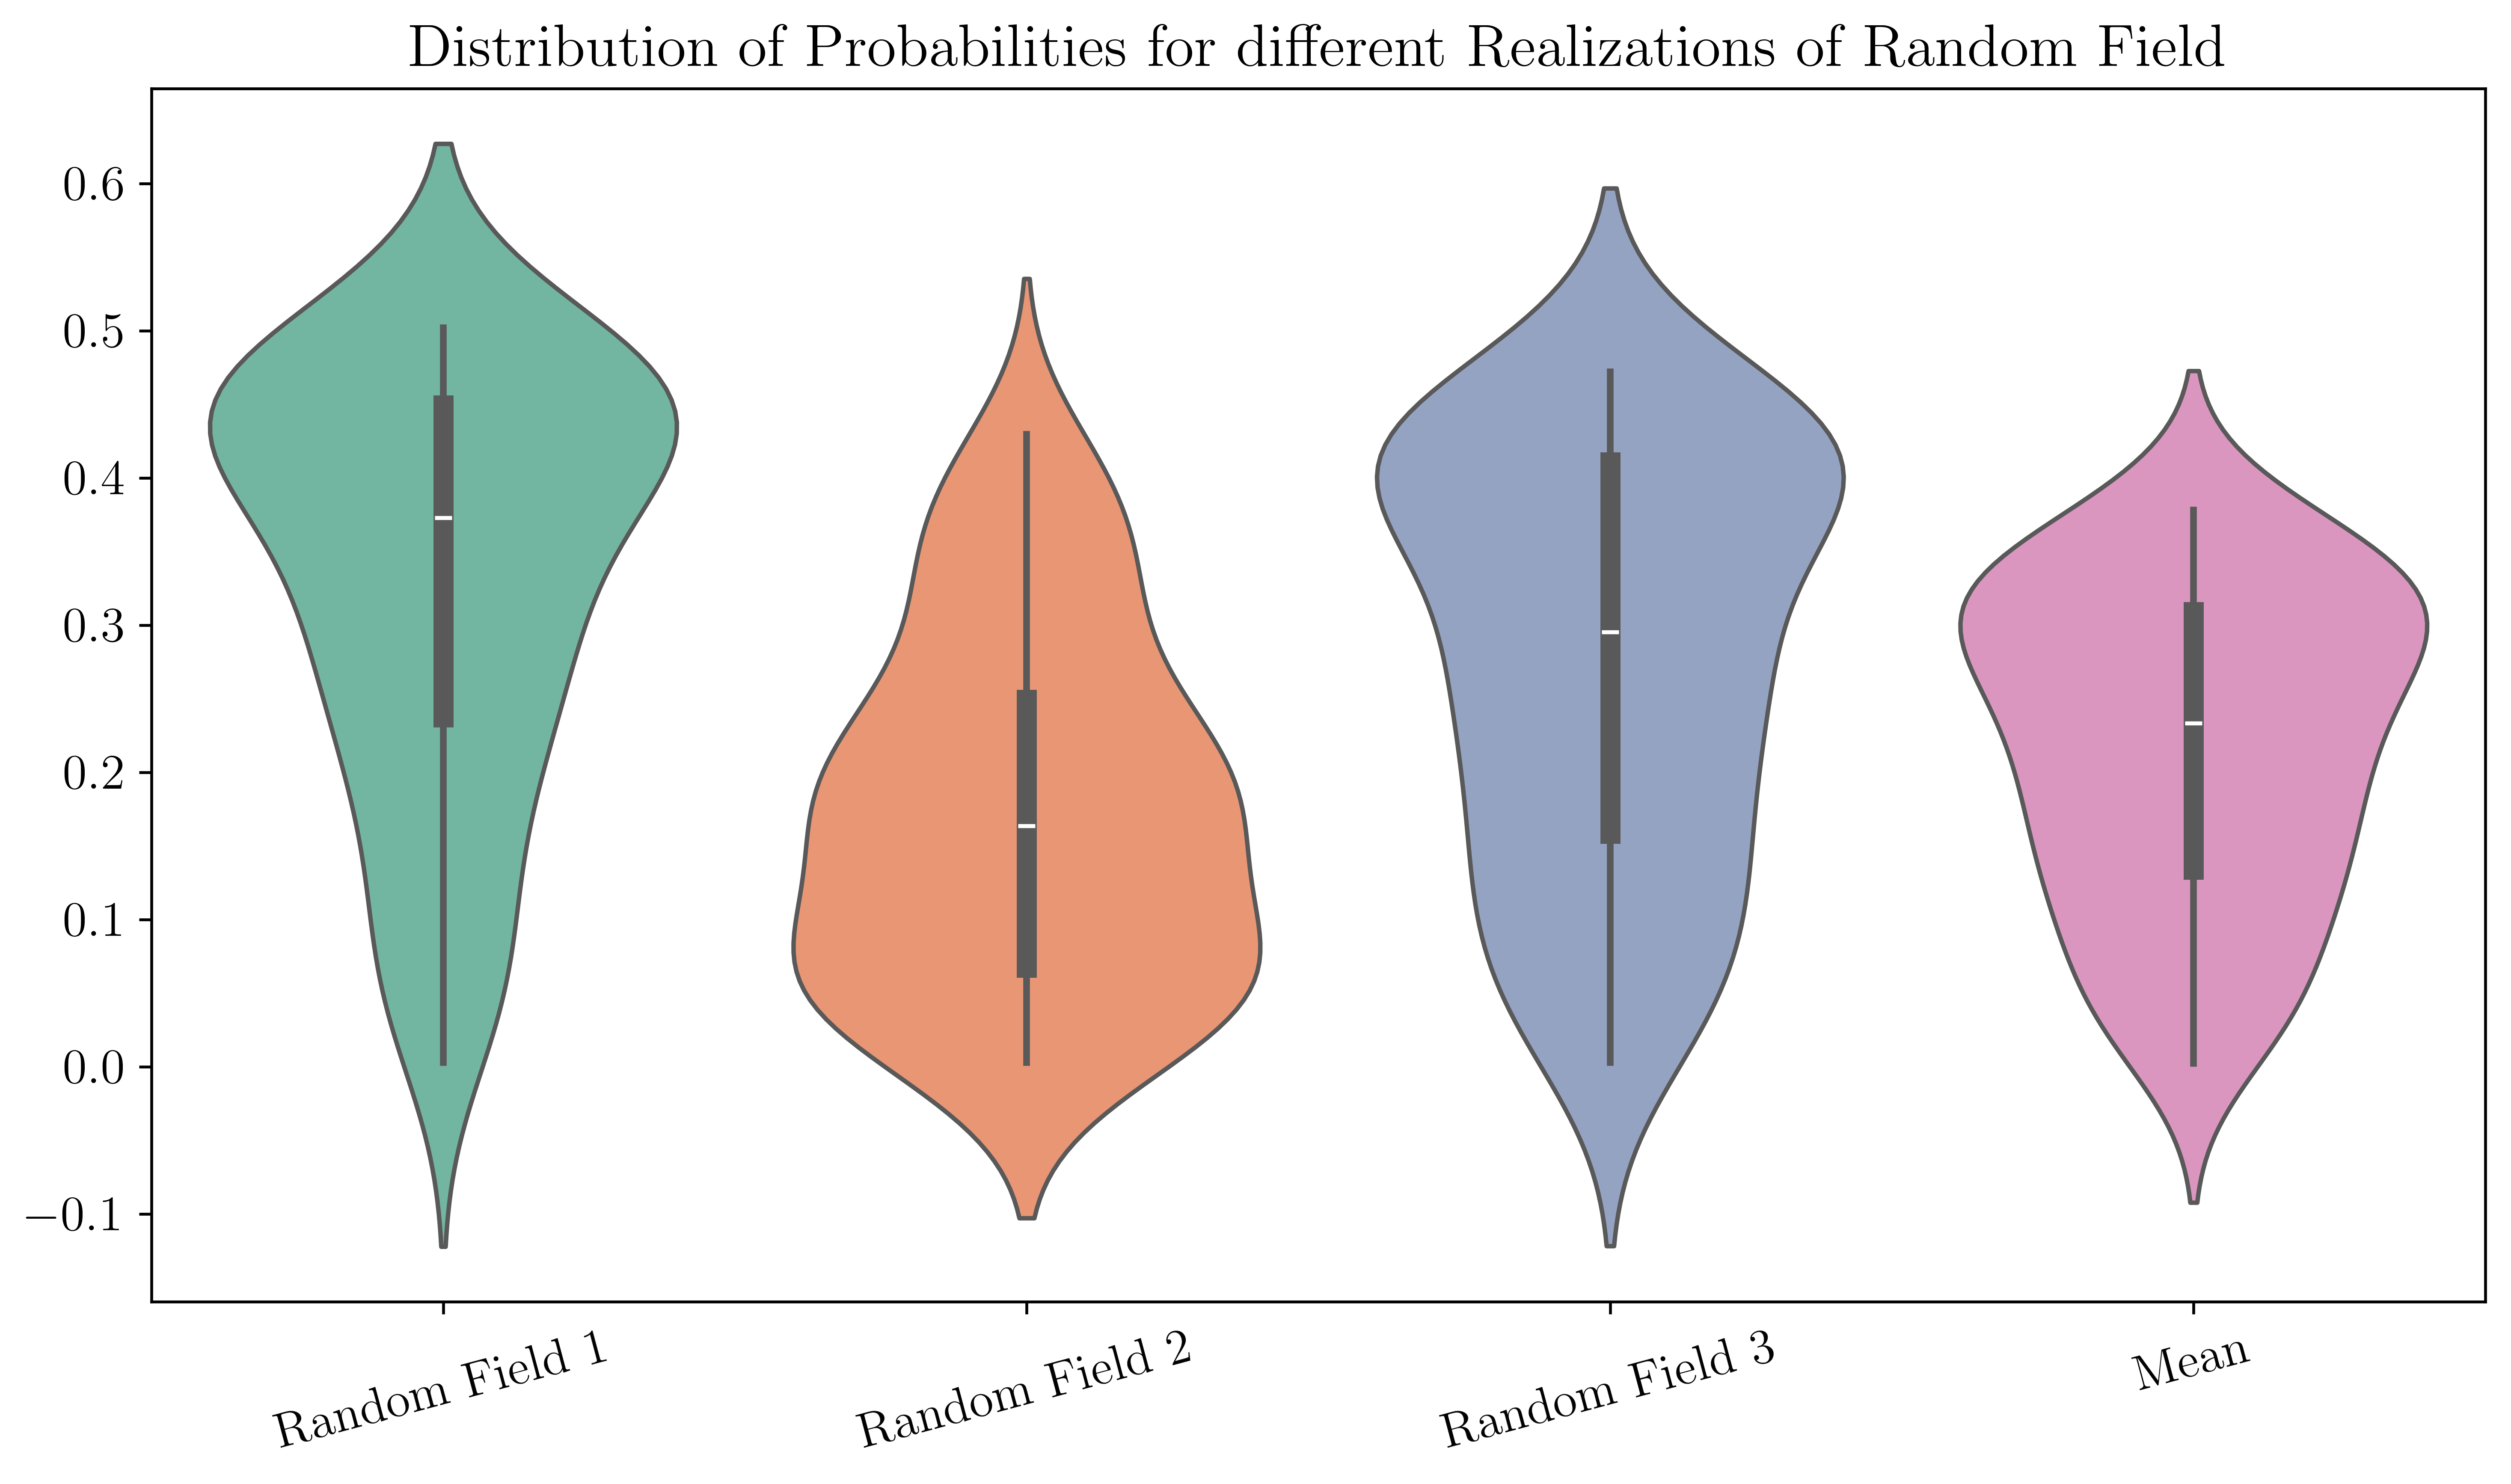 Distribution of Probabilities for different Realizations of Random Field
0.6
0.5
0.4
0.3
0.2
0.1
0.0
−0.1
Random Field 1
Random Field 2
Random Field 3
Mean